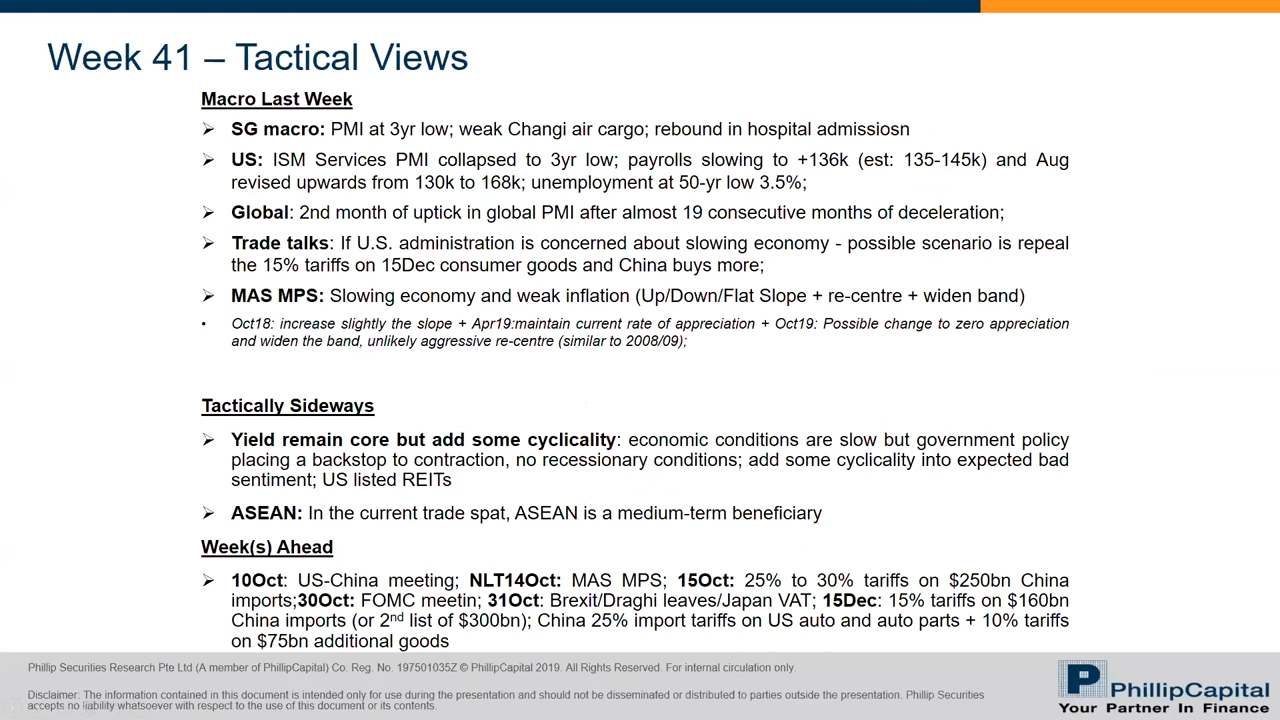 Week 41 – Tactical Views
Macro Last Week
➢ SG macro: PMI at 3yr low; weak Changi air cargo; rebound in hospital admissiosn
➢ US: ISM Services PMI collapsed to 3yr low; payrolls slowing to +136k (est: 135-145k) and Aug
revised upwards from 130k to 168k; unemployment at 50-yr low 3.5%;
➢ Global: 2nd month of uptick in global PMI after almost 19 consecutive months of deceleration;
➢ Trade talks: If U.S. administration is concerned about slowing economy - possible scenario is repeal
the 15% tariffs on 15Dec consumer goods and China buys more;
➢ MAS MPS: Slowing economy and weak inflation (Up/Down/Flat Slope + re-centre + widen band)
• Oct18: increase slightly the slope + Apr19:maintain current rate of appreciation + Oct19: Possible change to zero appreciation
and widen the band, unlikely aggressive re-centre (similar to 2008/09);
Tactically Sideways
➢ Yield remain core but add some cyclicality: economic conditions are slow but government policy
placing a backstop to contraction, no recessionary conditions; add some cyclicality into expected bad
sentiment; US listed REITs
➢ ASEAN: In the current trade spat, ASEAN is a medium-term beneficiary
Week(s) Ahead
➢ 10Oct: US-China meeting; NLT14Oct: MAS MPS; 15Oct: 25% to 30% tariffs on $250bn China
imports;30Oct: FOMC meetin; 31Oct: Brexit/Draghi leaves/Japan VAT; 15Dec: 15% tariffs on $160bn
China imports (or 2nd list of $300bn); China 25% import tariffs on US auto and auto parts + 10% tariffs
on $75bn additional goods
Phillip Securities Research Pte Ltd (A member of PhillipCapital) Co. Reg. No. 197501035Z © PhillipCapital 2019. All Rights Reserved. For internal circulation only.
Disclaimer: The information contained in this document is intended only for use during the presentation and should not be disseminated or distributed to parties outside the presentation. Phillip Securities
accepts no liability whatsoever with respect to the use of this document or its contents.
P
PhillipCapital
Your Partner In Finance